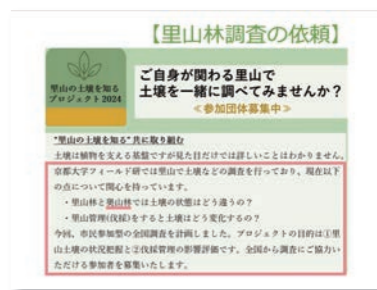 【里山林調査の依頼】
里山の土壌を知る
プロジェクト2024
ご自身が関わる里山で
土壌を一緒に調べてみませんか？
≪参加団体募集中≫
"里山の土壌を知る"共に取り組む
土壌は植物を支える基盤ですが見た目だけでは詳しいことはわかりません。
京都大学フィールド研では里山で土壌などの調査を行っており、現在以下
の点について関心を持っています。
・里山林と奥山林では土壌の状態はどう違うの？
・里山管理(伐採)をすると土壌はどう変化するの？
今回、市民参加型の全国調査を計画しました。プロジェクトの目的は①里
山土壌の状況把握と②伐採管理の影響評価です。全国から調査にご協力い
ただける参加者を募集いたします。